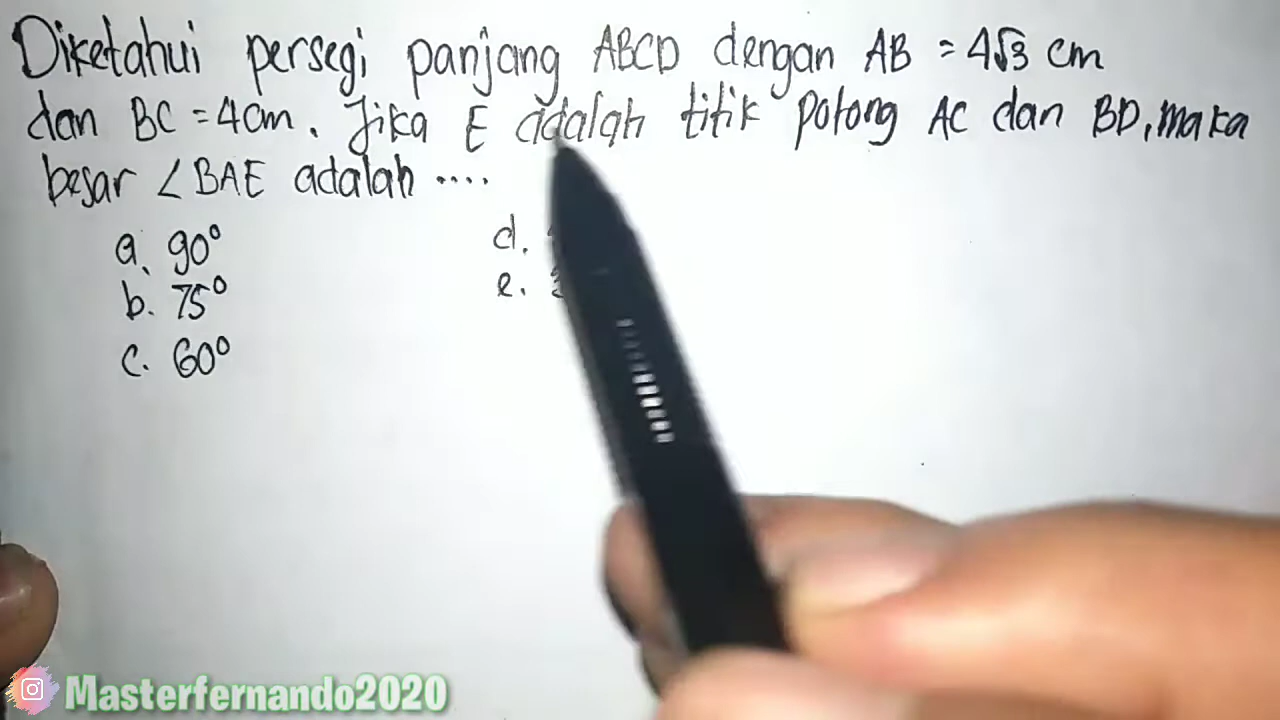 Diketahui persegi panjang ABCD dengan AB = 4√3 cm
dan BC = 4cm. Jika E adalah titik potong AC dan BD, maka
besar ∠BAE adalah ....
a. 90°
b. 75°
c. 60°
d.
e.
Masterfernando2020